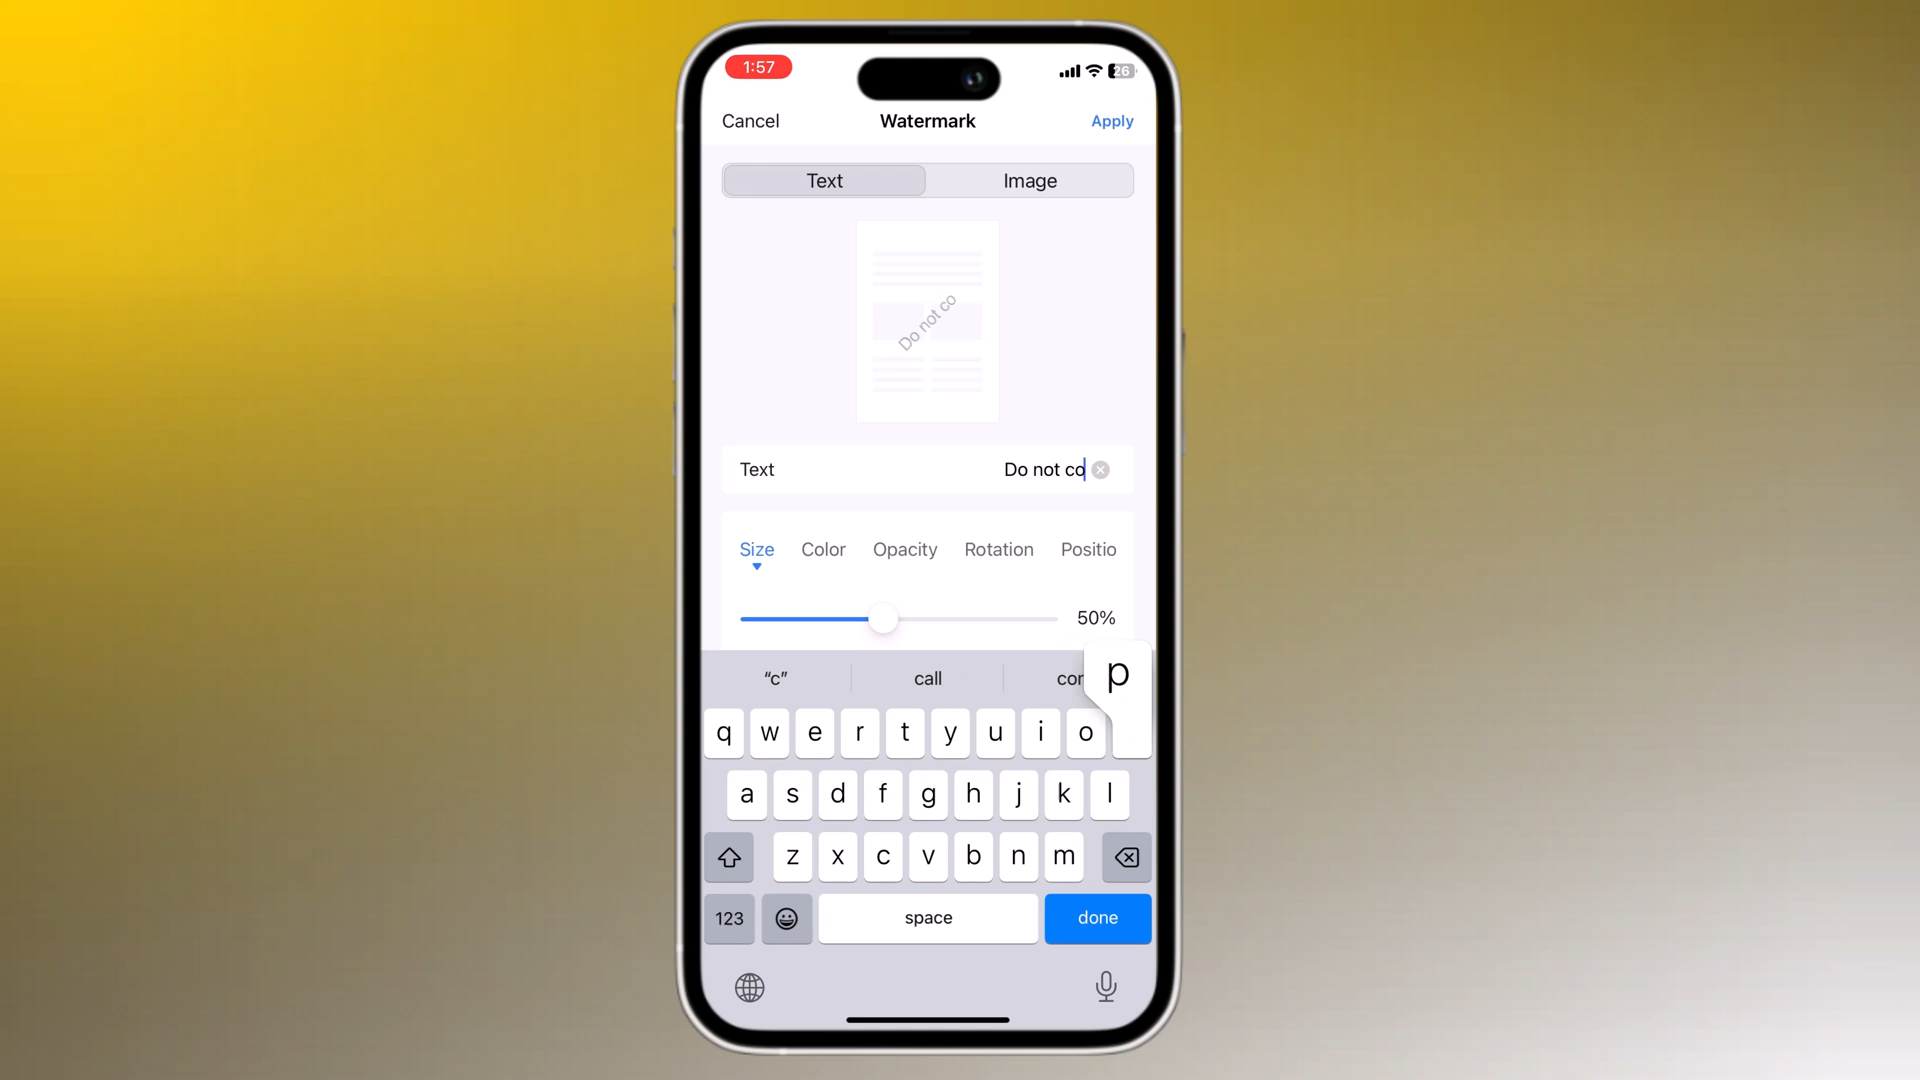 1:57
26
Cancel
Watermark
Apply
Text
Image
Do not co
Text
Do not co
Size
Color
Opacity
Rotation
Positio
50%
“c”
call
p
q w e r t y u i o
a s d f g h j k l
z x c v b n m
123
space
done